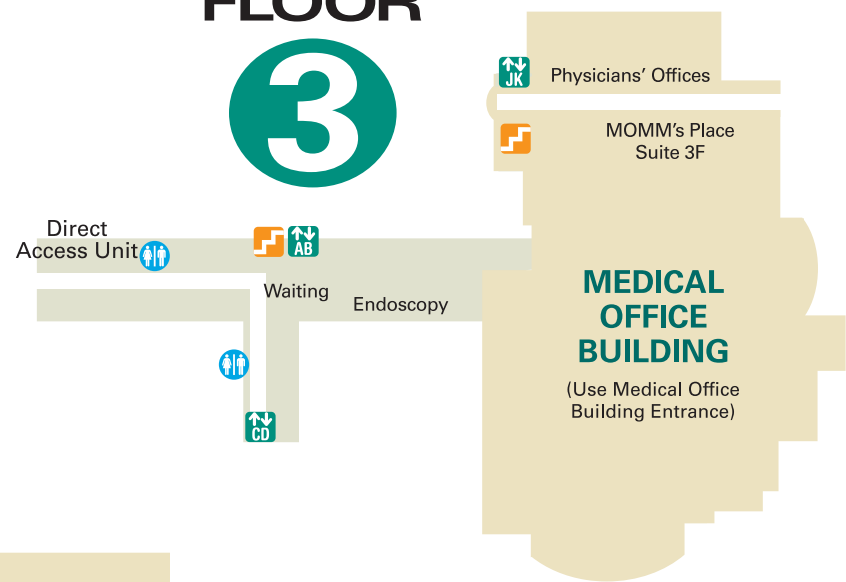 FLOOR
3
JK
Physicians’ Offices
MOMM’s Place
Suite 3F
Direct
Access Unit
AB
Waiting
Endoscopy
MEDICAL
OFFICE
BUILDING
(Use Medical Office
Building Entrance)
CD